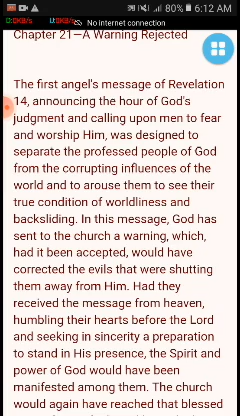 0:0KB/s U:0KB/s 80% 6:12 AM
No internet connection
Chapter 21—A Warning Rejected
The first angel's message of Revelation
14, announcing the hour of God's
judgment and calling upon men to fear
and worship Him, was designed to
separate the professed people of God
from the corrupting influences of the
world and to arouse them to see their
true condition of worldliness and
backsliding. In this message, God has
sent to the church a warning, which,
had it been accepted, would have
corrected the evils that were shutting
them away from Him. Had they
received the message from heaven,
humbling their hearts before the Lord
and seeking in sincerity a preparation
to stand in His presence, the Spirit and
power of God would have been
manifested among them. The church
would again have reached that blessed